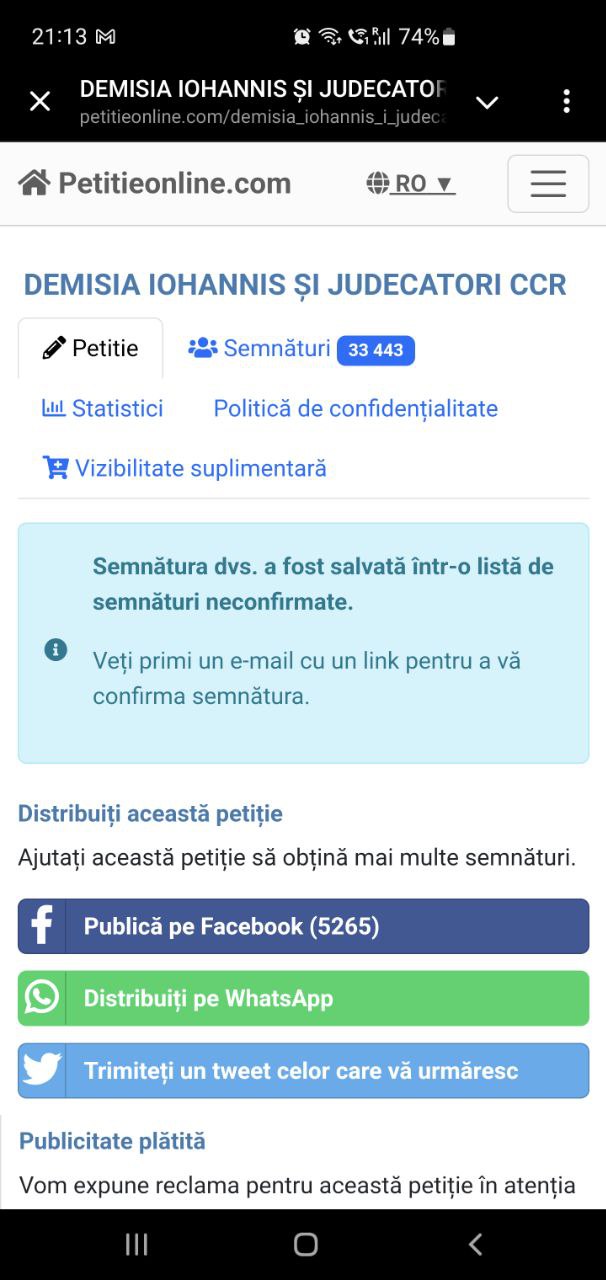 21:13 74%
DEMISIA IOHANNIS ȘI JUDECATOR
petitieonline.com/demisia_iohannis_i_judec
Petitieonline.com RO ▼
DEMISIA IOHANNIS ȘI JUDECATORI CCR
Petitie Semnături 33 443
Statistici Politică de confidențialitate
Vizibilitate suplimentară
Semnătura dvs. a fost salvată într-o listă de
semnături neconfirmate.
Veți primi un e-mail cu un link pentru a vă
confirma semnătura.
Distribuiți această petiție
Ajutați această petiție să obțină mai multe semnături.
Publică pe Facebook (5265)
Distribuiți pe WhatsApp
Trimiteți un tweet celor care vă urmăresc
Publicitate plătită
Vom expune reclama pentru această petiție în atenția